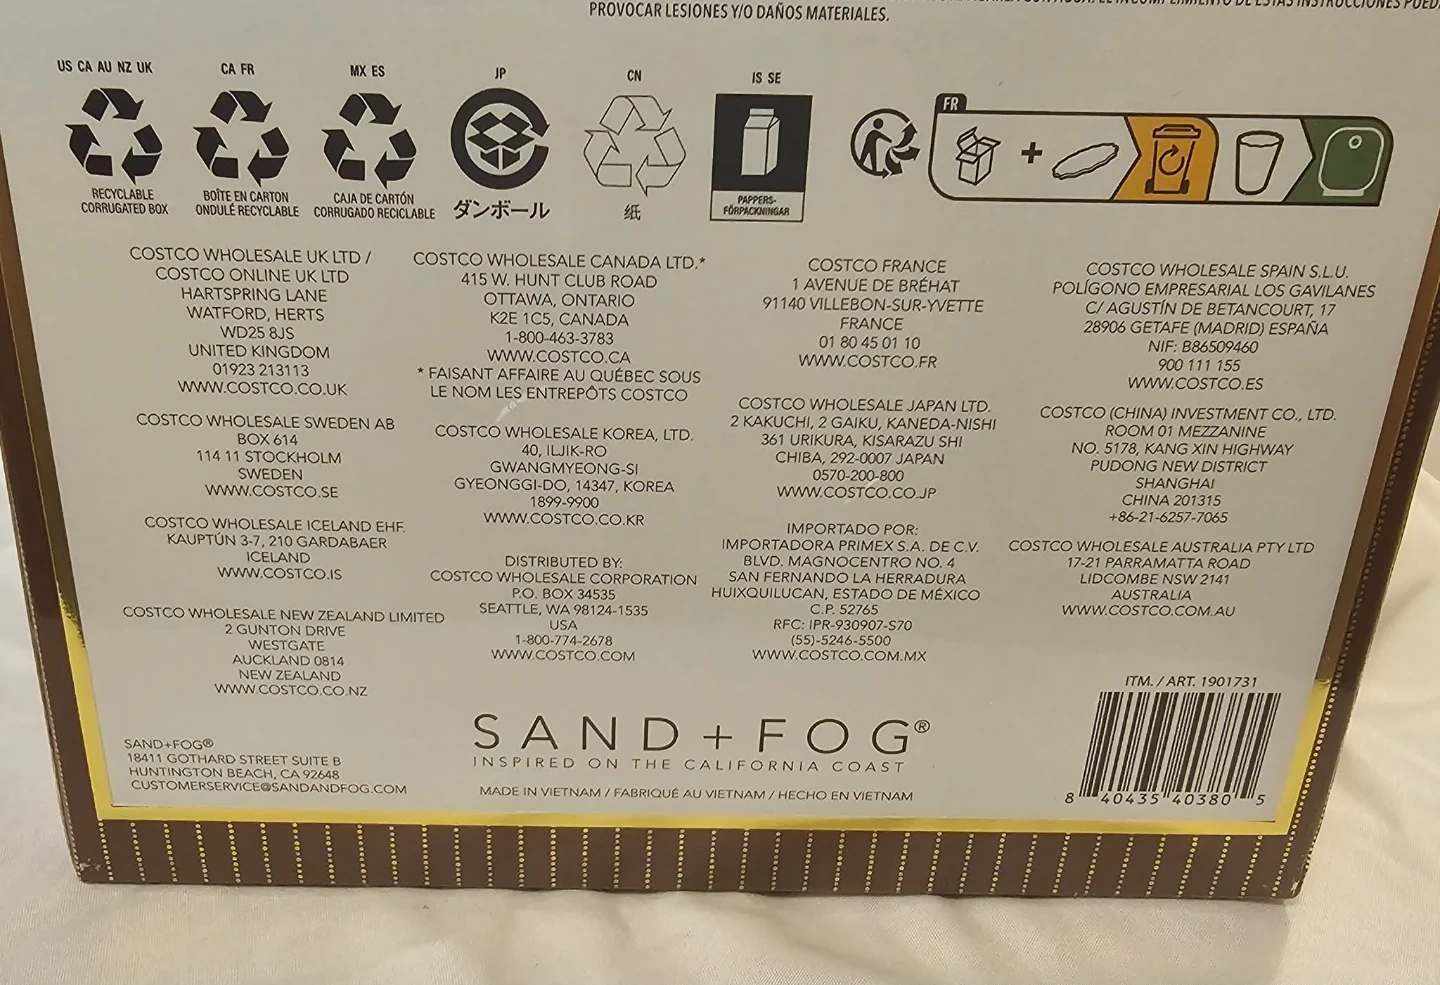 PROVOCAR LESIONES Y/O DAÑOS MATERIALES.
US CA AU NZ UK
CA FR
MX ES
JP
CN
IS SE
FR
RECYCLABLE
CORRUGATED BOX
BOÎTE EN CARTON
ONDULÉ RECYCLABLE
CAJA DE CARTÓN
CORRUGADO RECICLABLE
ダンボール
纸
PAPPERS-
FÖRPACKNINGAR
COSTCO WHOLESALE UK LTD /
COSTCO ONLINE UK LTD
HARTSPRING LANE
WATFORD, HERTS
WD25 8JS
UNITED KINGDOM
01923 213113
WWW.COSTCO.CO.UK
COSTCO WHOLESALE SWEDEN AB
BOX 614
114 11 STOCKHOLM
SWEDEN
WWW.COSTCO.SE
COSTCO WHOLESALE ICELAND EHF.
KAUPTÚN 3-7, 210 GARDABAER
ICELAND
WWW.COSTCO.IS
COSTCO WHOLESALE NEW ZEALAND LIMITED
2 GUNTON DRIVE
WESTGATE
AUCKLAND 0814
NEW ZEALAND
WWW.COSTCO.CO.NZ
COSTCO WHOLESALE CANADA LTD.*
415 W. HUNT CLUB ROAD
OTTAWA, ONTARIO
K2E 1C5, CANADA
1-800-463-3783
WWW.COSTCO.CA
* FAISANT AFFAIRE AU QUÉBEC SOUS
LE NOM LES ENTREPÔTS COSTCO
COSTCO WHOLESALE KOREA, LTD.
40, ILJIK-RO
GWANGMYEONG-SI
GYEONGGI-DO, 14347, KOREA
1899-9900
WWW.COSTCO.CO.KR
DISTRIBUTED BY:
COSTCO WHOLESALE CORPORATION
P.O. BOX 34535
SEATTLE, WA 98124-1535
USA
1-800-774-2678
WWW.COSTCO.COM
COSTCO FRANCE
1 AVENUE DE BRÉHAT
91140 VILLEBON-SUR-YVETTE
FRANCE
01 80 45 01 10
WWW.COSTCO.FR
COSTCO WHOLESALE JAPAN LTD.
2 KAKUCHI, 2 GAIKU, KANEDA-NISHI
361 URIKURA, KISARAZU SHI
CHIBA, 292-0007 JAPAN
0570-200-800
WWW.COSTCO.CO.JP
IMPORTADO POR:
IMPORTADORA PRIMEX S.A. DE C.V.
BLVD. MAGNOCENTRO NO. 4
SAN FERNANDO LA HERRADURA
HUIXQUILUCAN, ESTADO DE MÉXICO
C.P. 52765
RFC: IPR-930907-S70
(55)-5246-5500
WWW.COSTCO.COM.MX
COSTCO WHOLESALE SPAIN S.L.U.
POLÍGONO EMPRESARIAL LOS GAVILANES
C/ AGUSTÍN DE BETANCOURT, 17
28906 GETAFE (MADRID) ESPAÑA
NIF: B86509460
900 111 155
WWW.COSTCO.ES
COSTCO (CHINA) INVESTMENT CO., LTD.
ROOM 01 MEZZANINE
NO. 5178, KANG XIN HIGHWAY
PUDONG NEW DISTRICT
SHANGHAI
CHINA 201315
+86-21-6257-7065
COSTCO WHOLESALE AUSTRALIA PTY LTD
17-21 PARRAMATTA ROAD
LIDCOMBE NSW 2141
AUSTRALIA
WWW.COSTCO.COM.AU
SAND+FOG®
18411 GOTHARD STREET SUITE B
HUNTINGTON BEACH, CA 92648
CUSTOMERSERVICE@SANDANDFOG.COM
SAND+FOG®
INSPIRED ON THE CALIFORNIA COAST
MADE IN VIETNAM / FABRIQUÉ AU VIETNAM / HECHO EN VIETNAM
ITM. / ART. 1901731
8 40435 40380 5